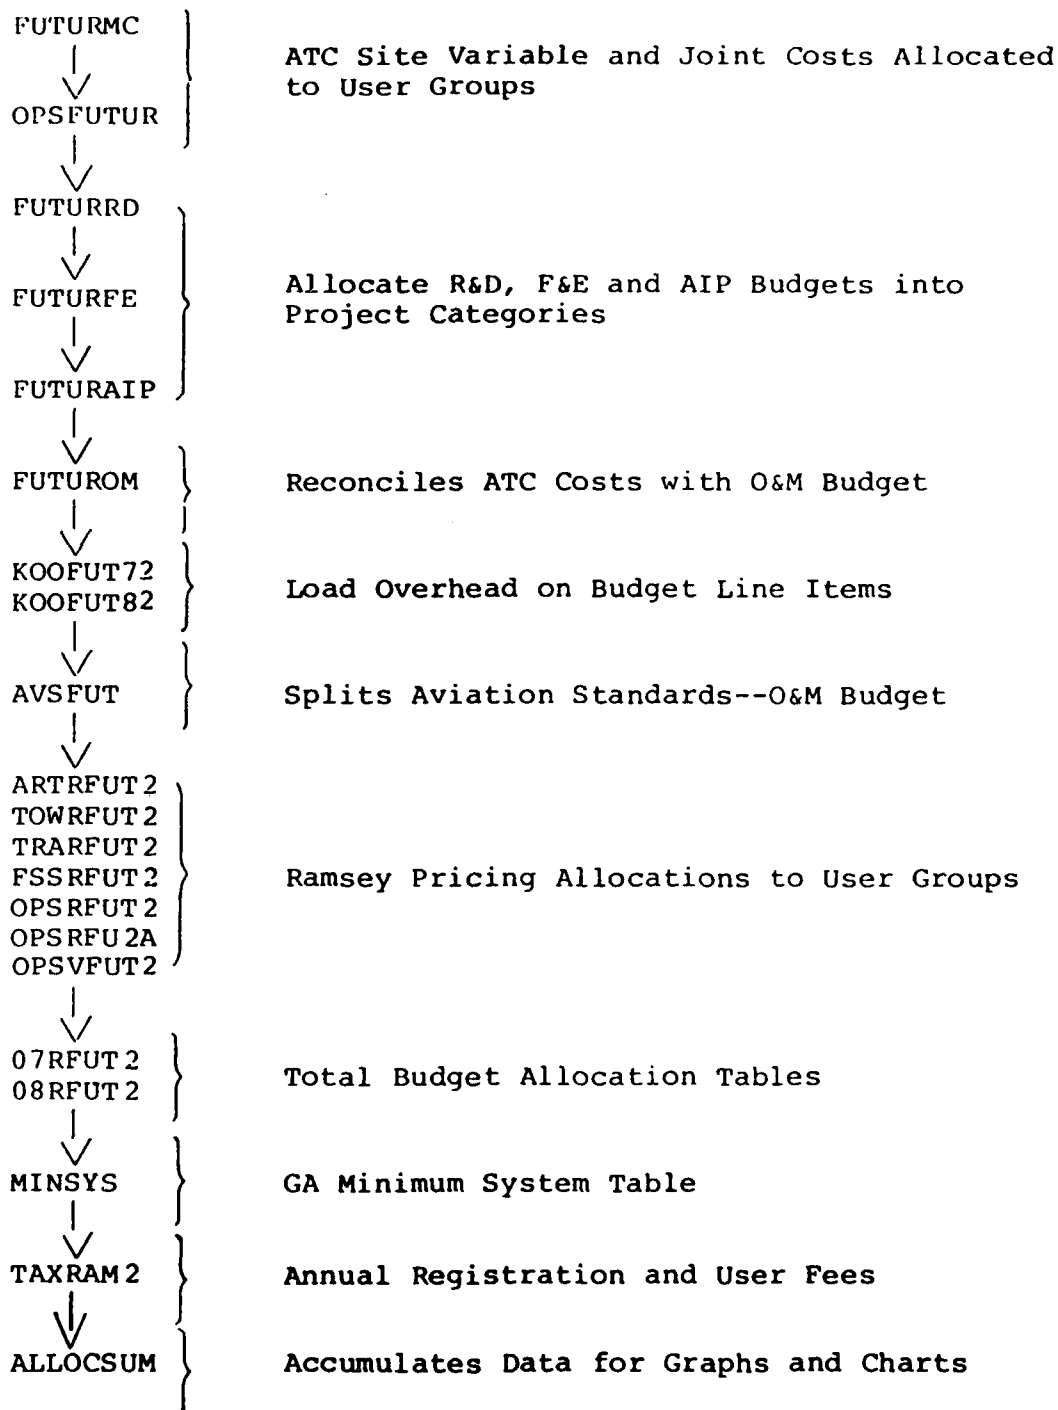 FUTURMC
ATC Site Variable and Joint Costs Allocated
to User Groups
OPSFUTUR
FUTURRD
FUTURFE
Allocate R&D, F&E and AIP Budgets into
Project Categories
FUTURAIP
FUTUROM
Reconciles ATC Costs with O&M Budget
KOOFUT72
KOOFUT82
Load Overhead on Budget Line Items
AVSFUT
Splits Aviation Standards--O&M Budget
ARTRFUT2
TOWRFUT2
TRARFUT2
FSSRFUT2
OPSRFUT2
OPSRFU2A
OPSVFUT2
Ramsey Pricing Allocations to User Groups
07RFUT2
08RFUT2
Total Budget Allocation Tables
MINSYS
GA Minimum System Table
TAXRAM2
Annual Registration and User Fees
ALLOCSUM
Accumulates Data for Graphs and Charts